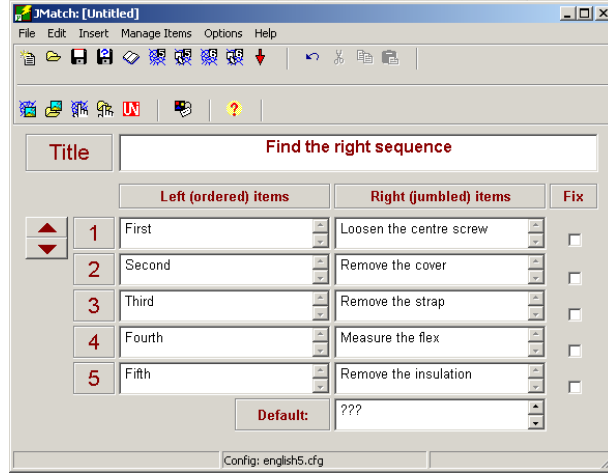 JMatch: [Untitled]
File Edit Insert Manage Items Options Help
Title Find the right sequence
Left (ordered) items Right (jumbled) items Fix
1 First Loosen the centre screw
2 Second Remove the cover
3 Third Remove the strap
4 Fourth Measure the flex
5 Fifth Remove the insulation
Default: ???
Config: english5.cfg